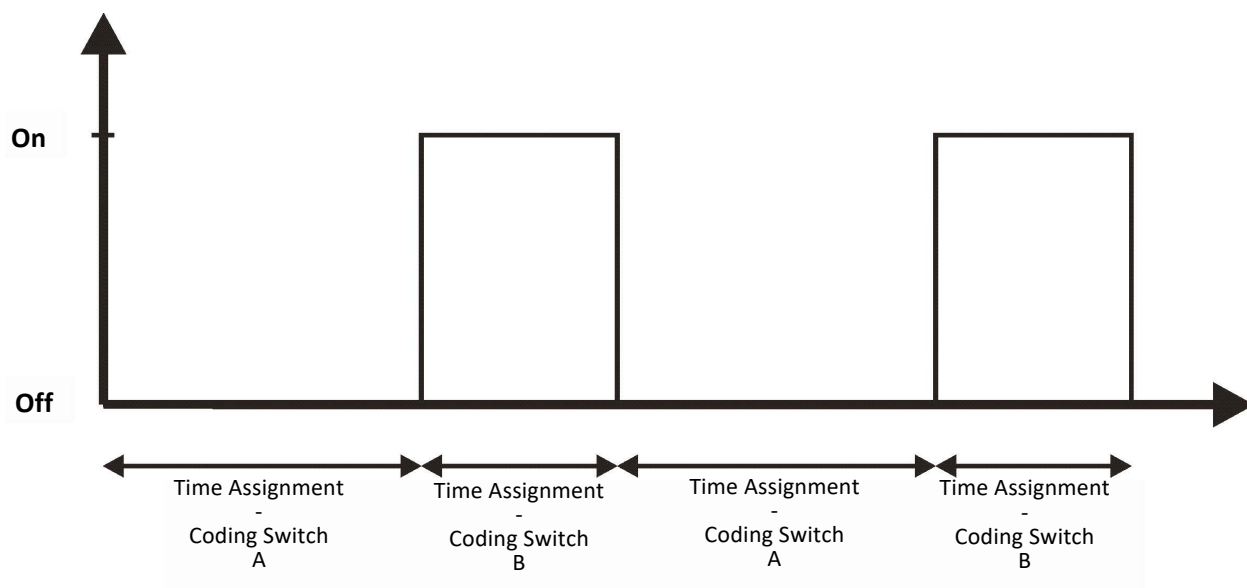 On
Off
Time Assignment
-
Coding Switch
A
Time Assignment
-
Coding Switch
B
Time Assignment
-
Coding Switch
A
Time Assignment
-
Coding Switch
B